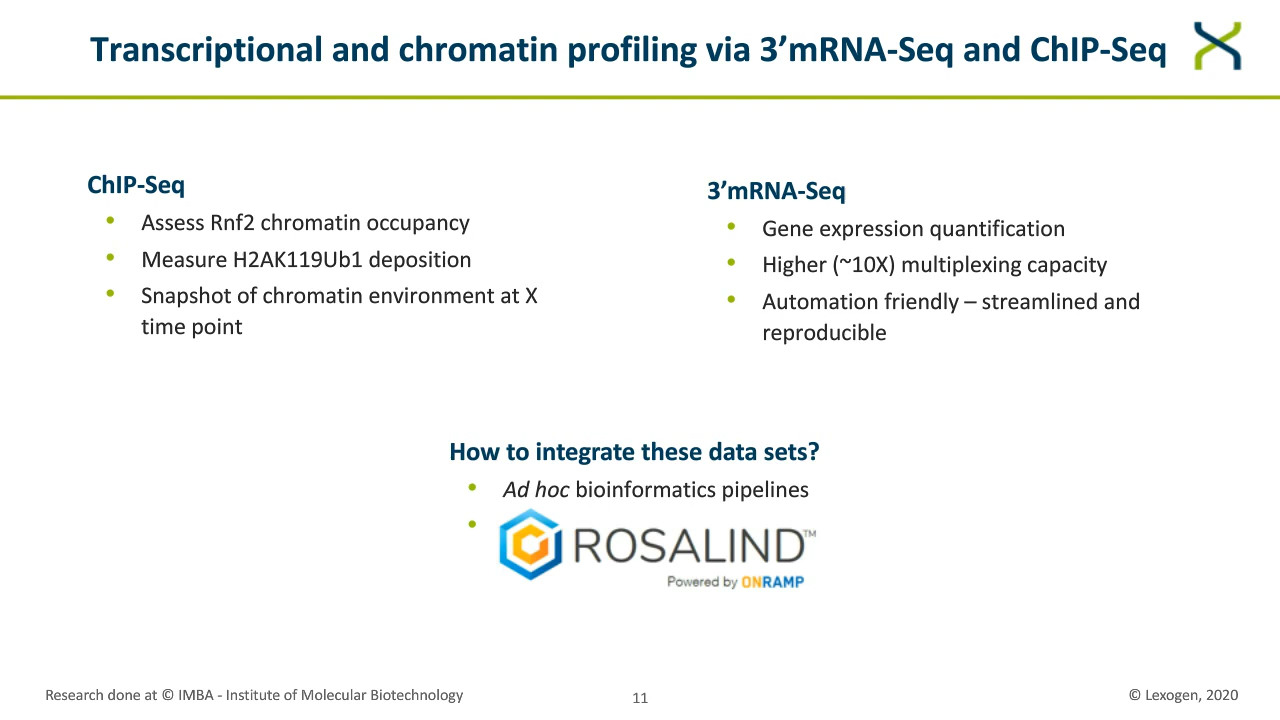 Transcriptional and chromatin profiling via 3’mRNA-Seq and ChIP-Seq
ChIP-Seq
• Assess Rnf2 chromatin occupancy
• Measure H2AK119Ub1 deposition
• Snapshot of chromatin environment at X
time point
3’mRNA-Seq
• Gene expression quantification
• Higher (~10X) multiplexing capacity
• Automation friendly – streamlined and
reproducible
How to integrate these data sets?
• Ad hoc bioinformatics pipelines
• ROSALIND™
Powered by ONRAMP
Research done at © IMBA - Institute of Molecular Biotechnology
11
© Lexogen, 2020